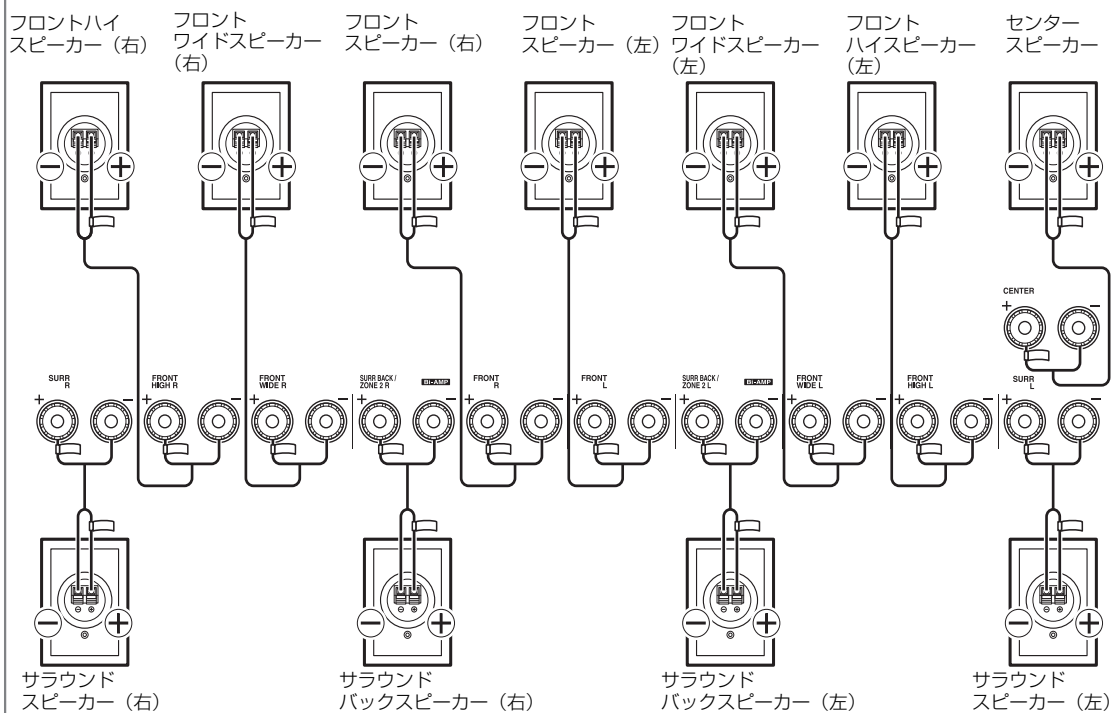 フロントハイ
スピーカー（右）
フロント
ワイドスピーカー
（右）
フロント
スピーカー（右）
フロント
スピーカー（左）
フロント
ワイドスピーカー
（左）
フロント
ハイスピーカー
（左）
センター
スピーカー
− +
− +
− +
− +
− +
− +
− +
CENTER
+ −
SURR
R
+ −
FRONT
HIGH R
+ −
FRONT
WIDE R
+ −
SURR BACK /
ZONE 2 R
BI-AMP
+ −
FRONT
R
+ −
FRONT
L
+ −
SURR BACK /
ZONE 2 L
BI-AMP
+ −
FRONT
WIDE L
+ −
FRONT
HIGH L
+ −
SURR
L
+ −
− +
− +
− +
− +
サラウンド
スピーカー（右）
サラウンド
バックスピーカー（右）
サラウンド
バックスピーカー（左）
サラウンド
スピーカー（左）